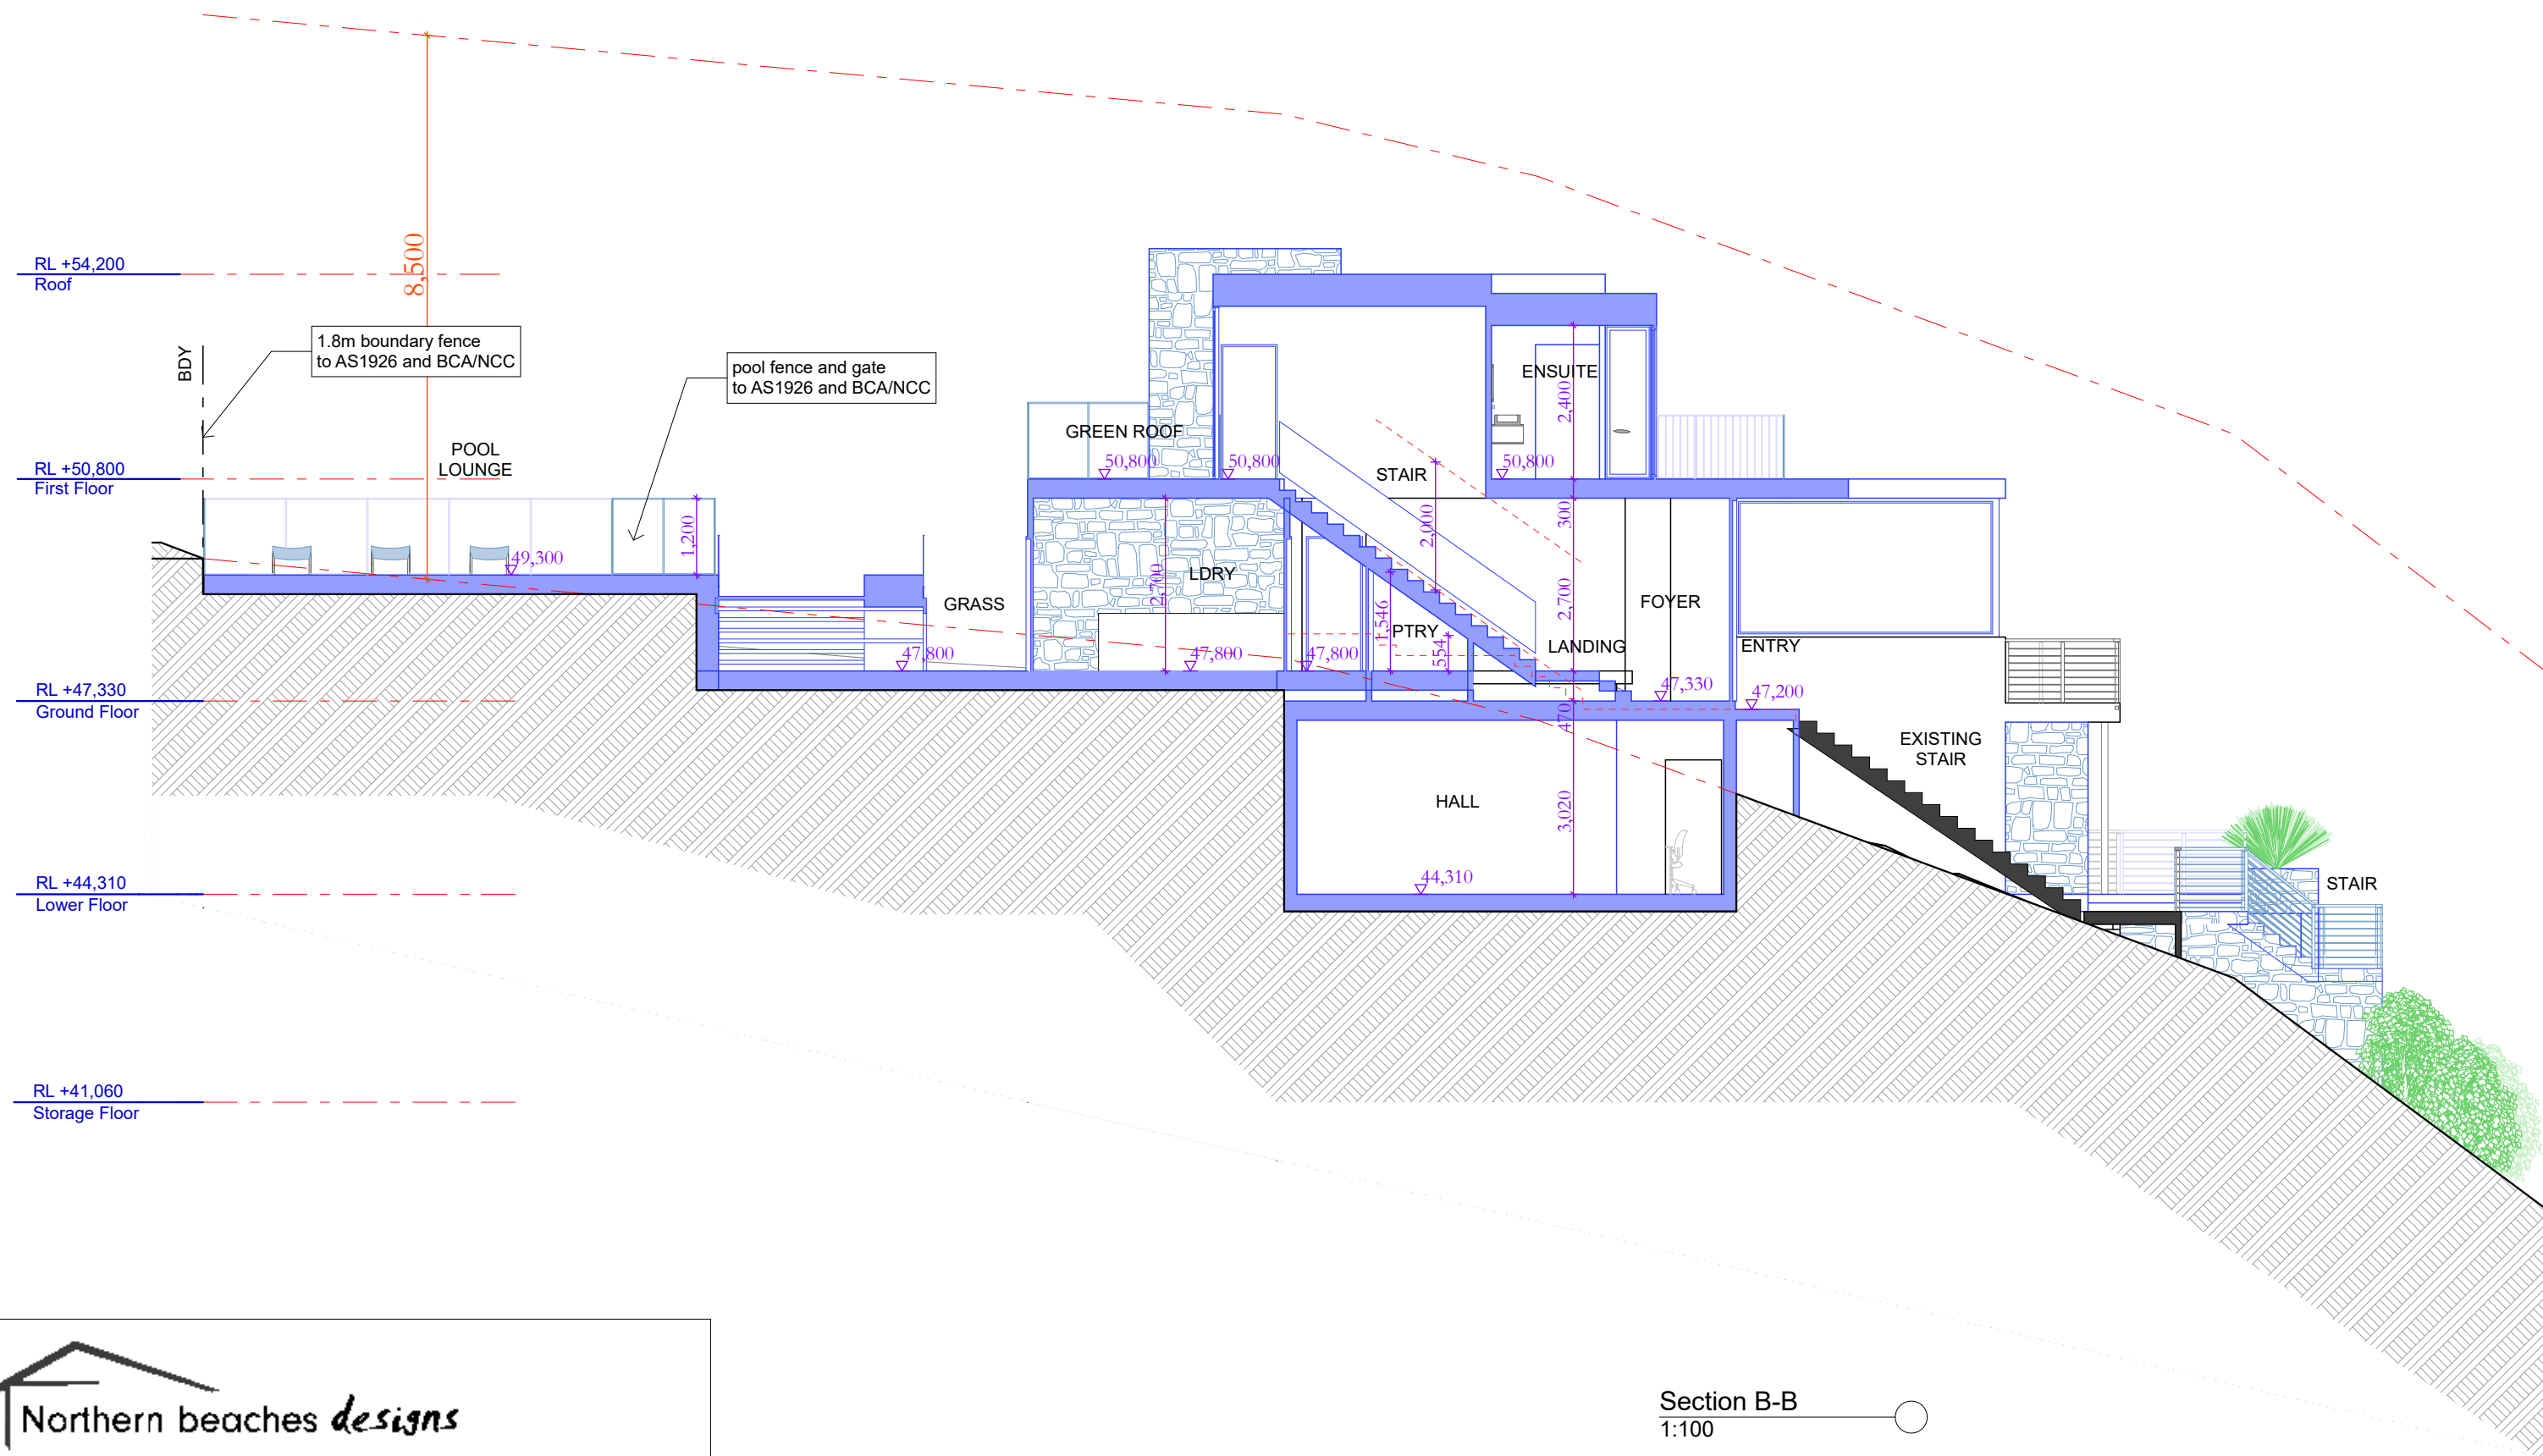 8,500
RL +54,200
Roof
1.8m boundary fence
to AS1926 and BCA/NCC
BDY
pool fence and gate
to AS1926 and BCA/NCC
ENSUITE
2,400
GREEN ROOF
POOL
LOUNGE
RL +50,800
First Floor
50,800
50,800
STAIR
50,800
2,000
300
1,200
49,300
LDRY
2,700
2,700
GRASS
FOYER
1,546
PTRY
554
LANDING
ENTRY
47,800
47,800
47,800
RL +47,330
Ground Floor
47,330
47,200
470
EXISTING
STAIR
HALL
3,020
44,310
RL +44,310
Lower Floor
STAIR
RL +41,060
Storage Floor
Northern beaches designs
Section B-B
1:100